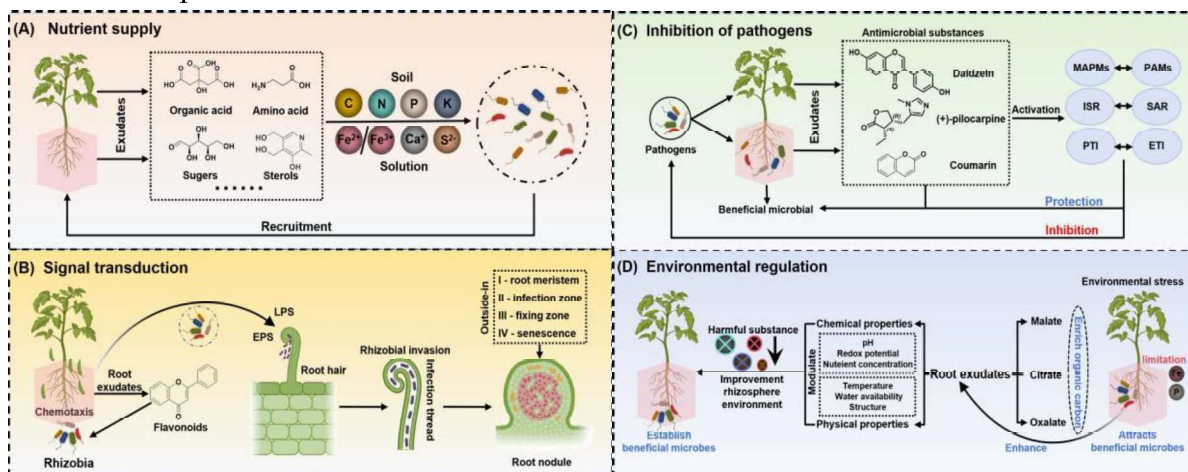 (A) Nutrient supply
Exudates
Organic acid
Amino acid
Sugers
Sterols
Soil
C
N
P
K
Fe2+
/
Fe3+
Ca+
S2-
Solution
Recruitment
(B) Signal transduction
Chemotaxis
Root
exudates
Flavonoids
Rhizobia
LPS
EPS
Root hair
Rhizobial invasion
Infection thread
Outside-in
I - root meristem
II - infection zone
III - fixing zone
IV - senescence
Root nodule
(C) Inhibition of pathogens
Pathogens
Beneficial microbial
Exudates
Antimicrobial substances
Daldzeln
(+)-pilocarpine
Coumarin
Activation
MAPMs
PAMs
ISR
SAR
PTI
ETI
Protection
Inhibition
(D) Environmental regulation
Establish
beneficial microbes
Harmful substance
Improvement
rhizosphere
environment
Modulate
Chemical properties
pH
Redox potential
Nuteient concentration
Temperature
Water availability
Structure
Physical properties
Root exudates
Malate
Citrate
Oxalate
Enrich organic carbon
Environmental stress
limitation
Fe
P
Attracts
beneficial microbes
Enhance